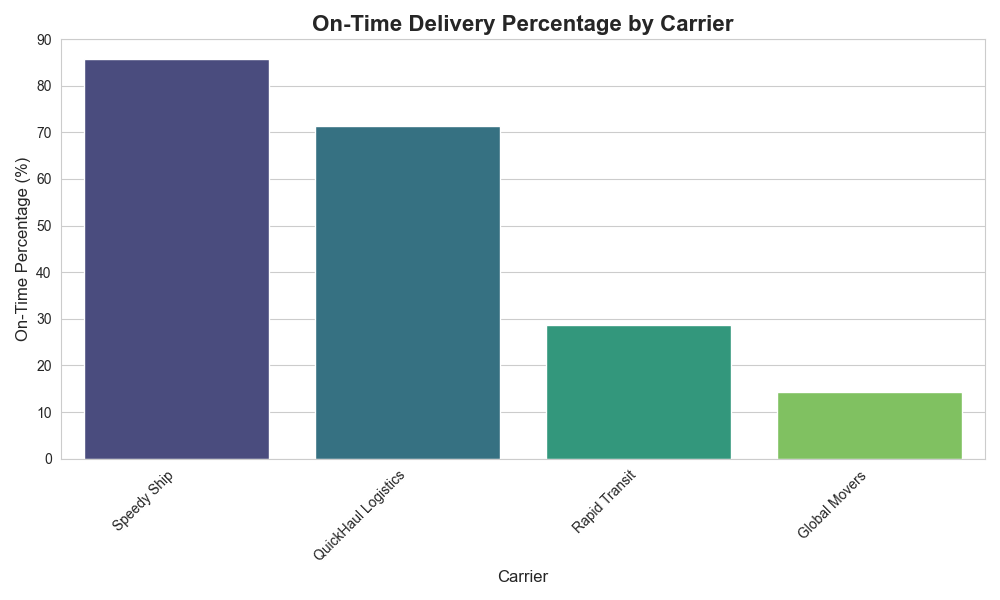 On-Time Delivery Percentage by Carrier
On-Time Percentage (%)
90
80
70
60
50
40
30
20
10
0
Speedy Ship
QuickHaul Logistics
Rapid Transit
Global Movers
Carrier